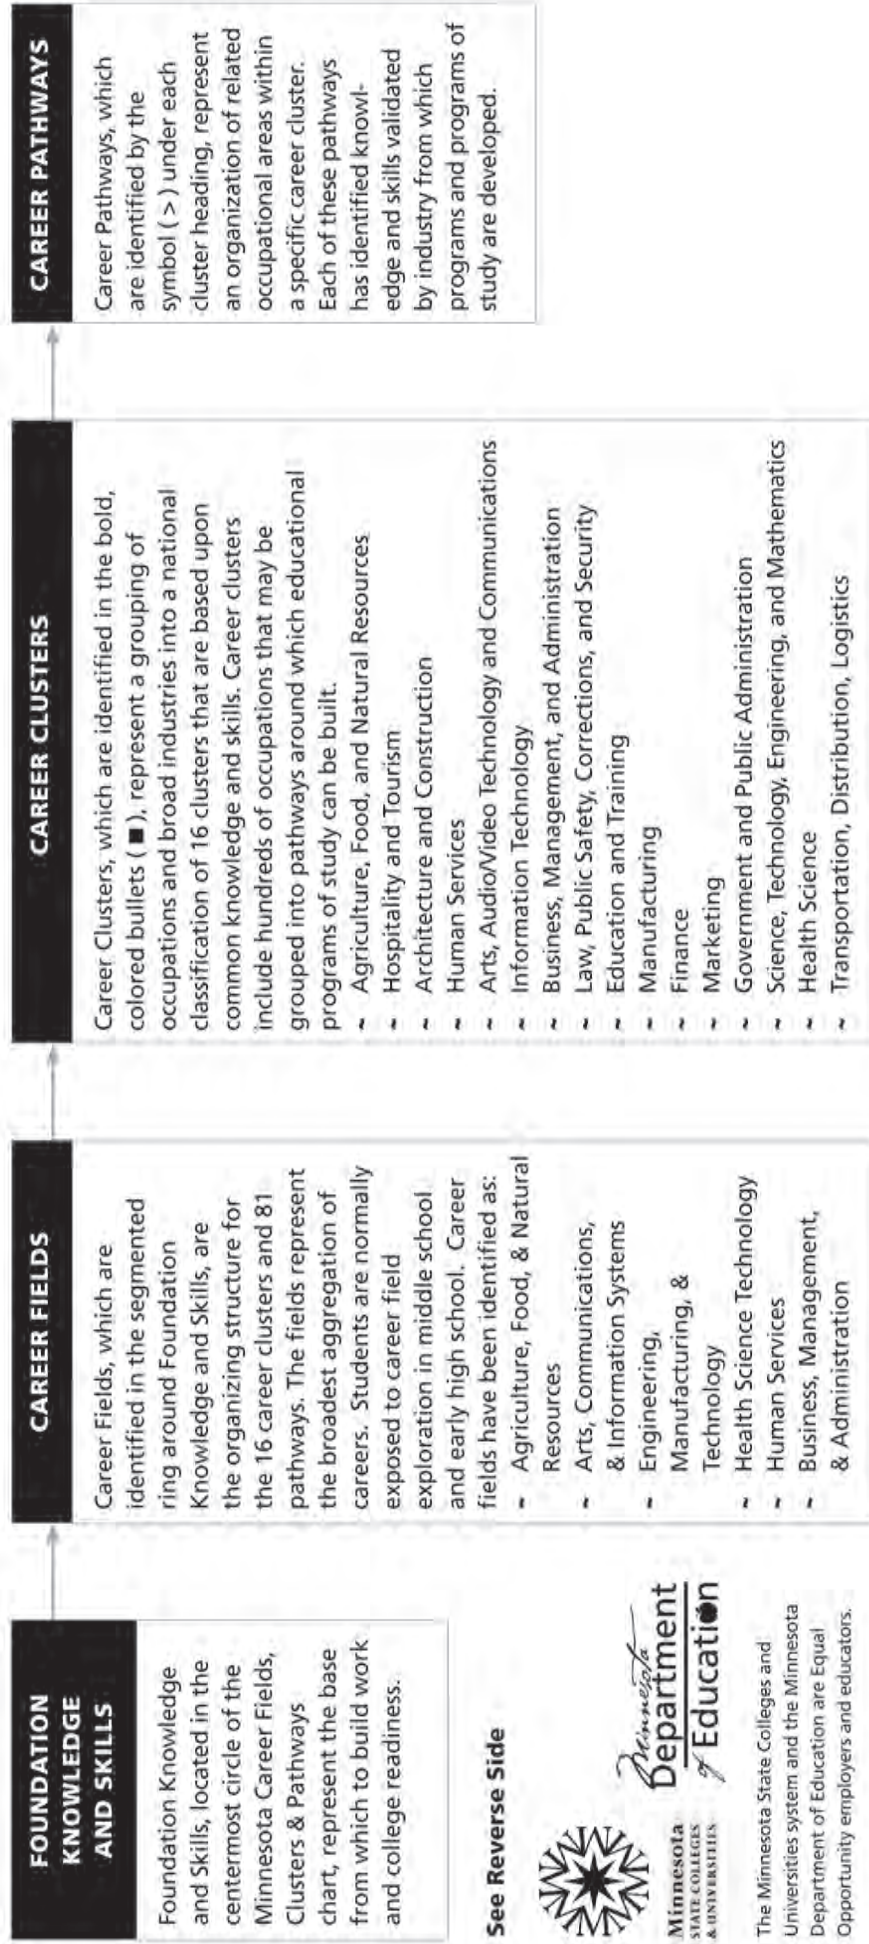 FOUNDATION
KNOWLEDGE
AND SKILLS
Foundation Knowledge
and Skills, located in the
centermost circle of the
Minnesota Career Fields,
Clusters & Pathways
chart, represent the base
from which to build work
and college readiness.
See Reverse Side
Minnesota
STATE COLLEGES
& UNIVERSITIES
Minnesota
Department
of Education
The Minnesota State Colleges and
Universities system and the Minnesota
Department of Education are Equal
Opportunity employers and educators.
CAREER FIELDS
Career Fields, which are
identified in the segmented
ring around Foundation
Knowledge and Skills, are
the organizing structure for
the 16 career clusters and 81
pathways. The fields represent
the broadest aggregation of
careers. Students are normally
exposed to career field
exploration in middle school
and early high school. Career
fields have been identified as:
~ Agriculture, Food, & Natural
Resources
~ Arts, Communications,
& Information Systems
~ Engineering,
Manufacturing, &
Technology
~ Health Science Technology
~ Human Services
~ Business, Management,
& Administration
CAREER CLUSTERS
Career Clusters, which are identified in the bold,
colored bullets ( ■ ), represent a grouping of
occupations and broad industries into a national
classification of 16 clusters that are based upon
common knowledge and skills. Career clusters
include hundreds of occupations that may be
grouped into pathways around which educational
programs of study can be built.
~ Agriculture, Food, and Natural Resources
~ Hospitality and Tourism
~ Architecture and Construction
~ Human Services
~ Arts, Audio/Video Technology and Communications
~ Information Technology
~ Business, Management, and Administration
~ Law, Public Safety, Corrections, and Security
~ Education and Training
~ Manufacturing
~ Finance
~ Marketing
~ Government and Public Administration
~ Science, Technology, Engineering, and Mathematics
~ Health Science
~ Transportation, Distribution, Logistics
CAREER PATHWAYS
Career Pathways, which
are identified by the
symbol ( > ) under each
cluster heading, represent
an organization of related
occupational areas within
a specific career cluster.
Each of these pathways
has identified knowl-
edge and skills validated
by industry from which
programs and programs of
study are developed.